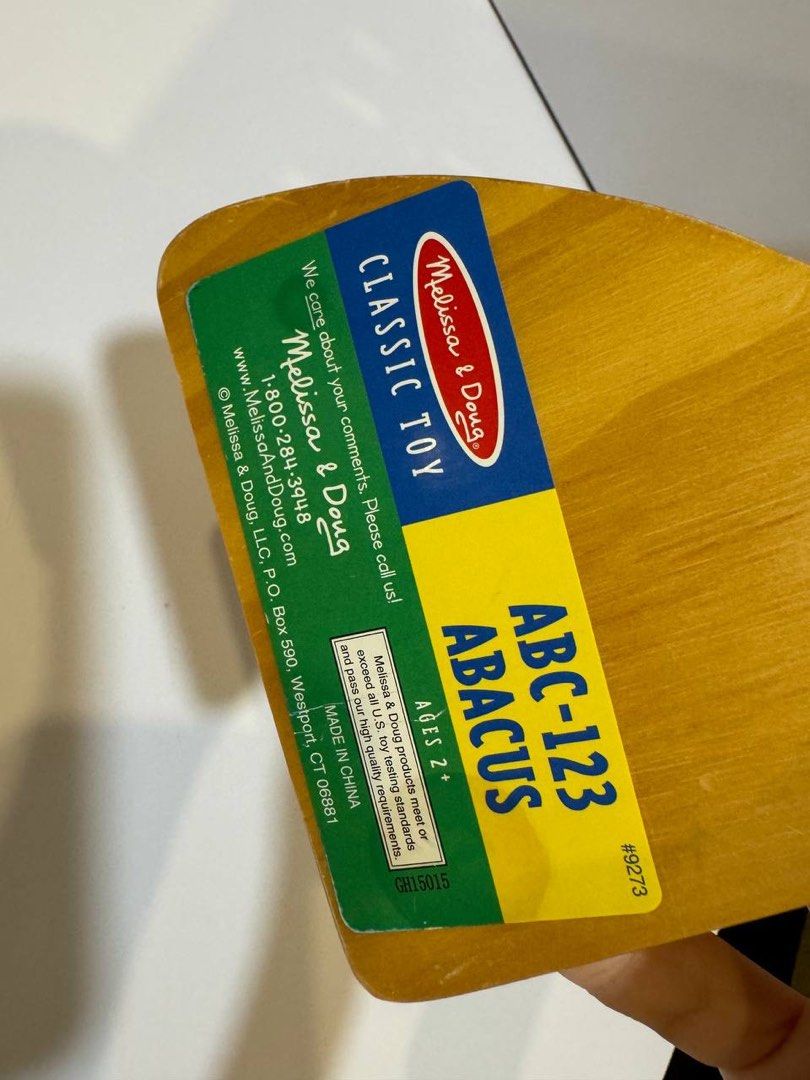 Melissa & Doug®
CLASSIC TOY
ABC-123
ABACUS
#9273
We care about your comments. Please call us!
Melissa & Doug
1·800·284·3948
www.MelissaAndDoug.com
© Melissa & Doug, LLC, P.O. Box 590, Westport, CT 06881
AGES 2+
Melissa & Doug products meet or
exceed all U.S. toy testing standards
and pass our high quality requirements.
MADE IN CHINA
GH15015